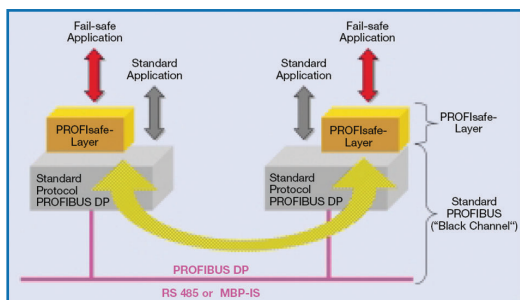 Fail-safe
Application
Standard
Application
Standard
Application
Fail-safe
Application
PROFIsafe-
Layer
PROFIsafe-
Layer
PROFIsafe-
Layer
Standard
Protocol
PROFIBUS DP
Standard
Protocol
PROFIBUS DP
Standard
PROFIBUS
("Black Channel")
PROFIBUS DP
RS 485 or MBP-IS